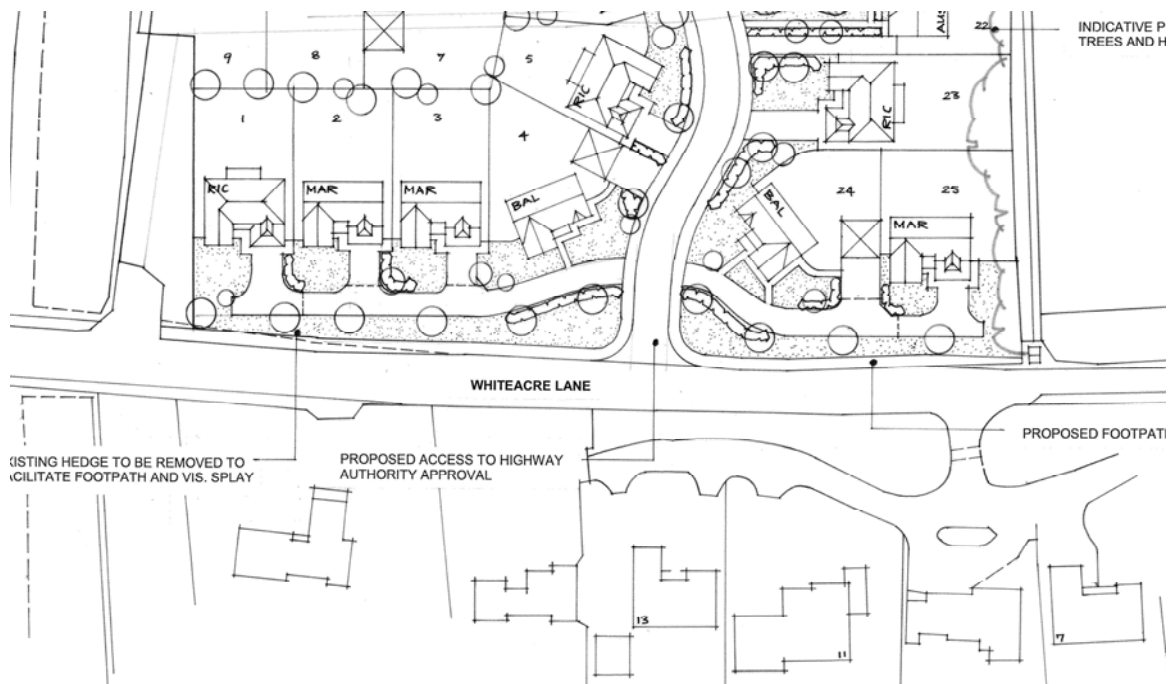 22
INDICATIVE P
TREES AND H
AUS
9
8
7
5
RIC
23
RIC
1
2
3
4
24
25
RIC
MAR
MAR
BAL
BAL
MAR
WHITEACRE LANE
XISTING HEDGE TO BE REMOVED TO
ACILITATE FOOTPATH AND VIS. SPLAY
PROPOSED ACCESS TO HIGHWAY
AUTHORITY APPROVAL
PROPOSED FOOTPATH
13
11
7